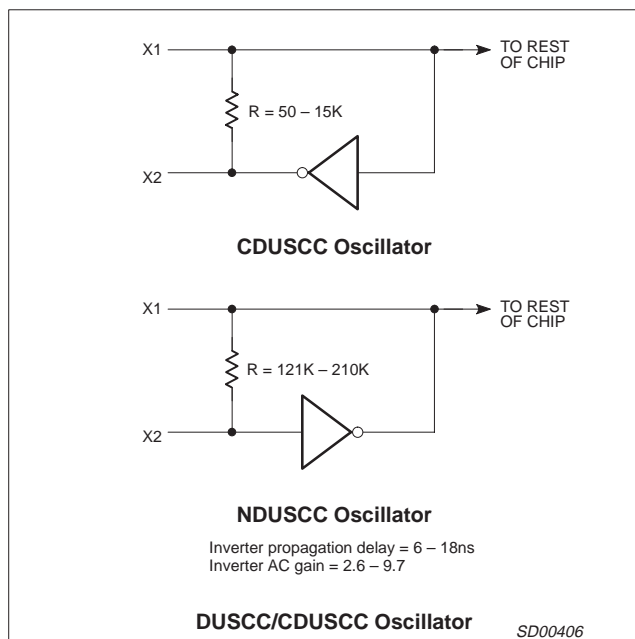 X1
TO REST
OF CHIP
R = 50 – 15K
X2
CDUSCC Oscillator
X1
TO REST
OF CHIP
R = 121K – 210K
X2
NDUSCC Oscillator
Inverter propagation delay = 6 – 18ns
Inverter AC gain = 2.6 – 9.7
DUSCC/CDUSCC Oscillator
SD00406